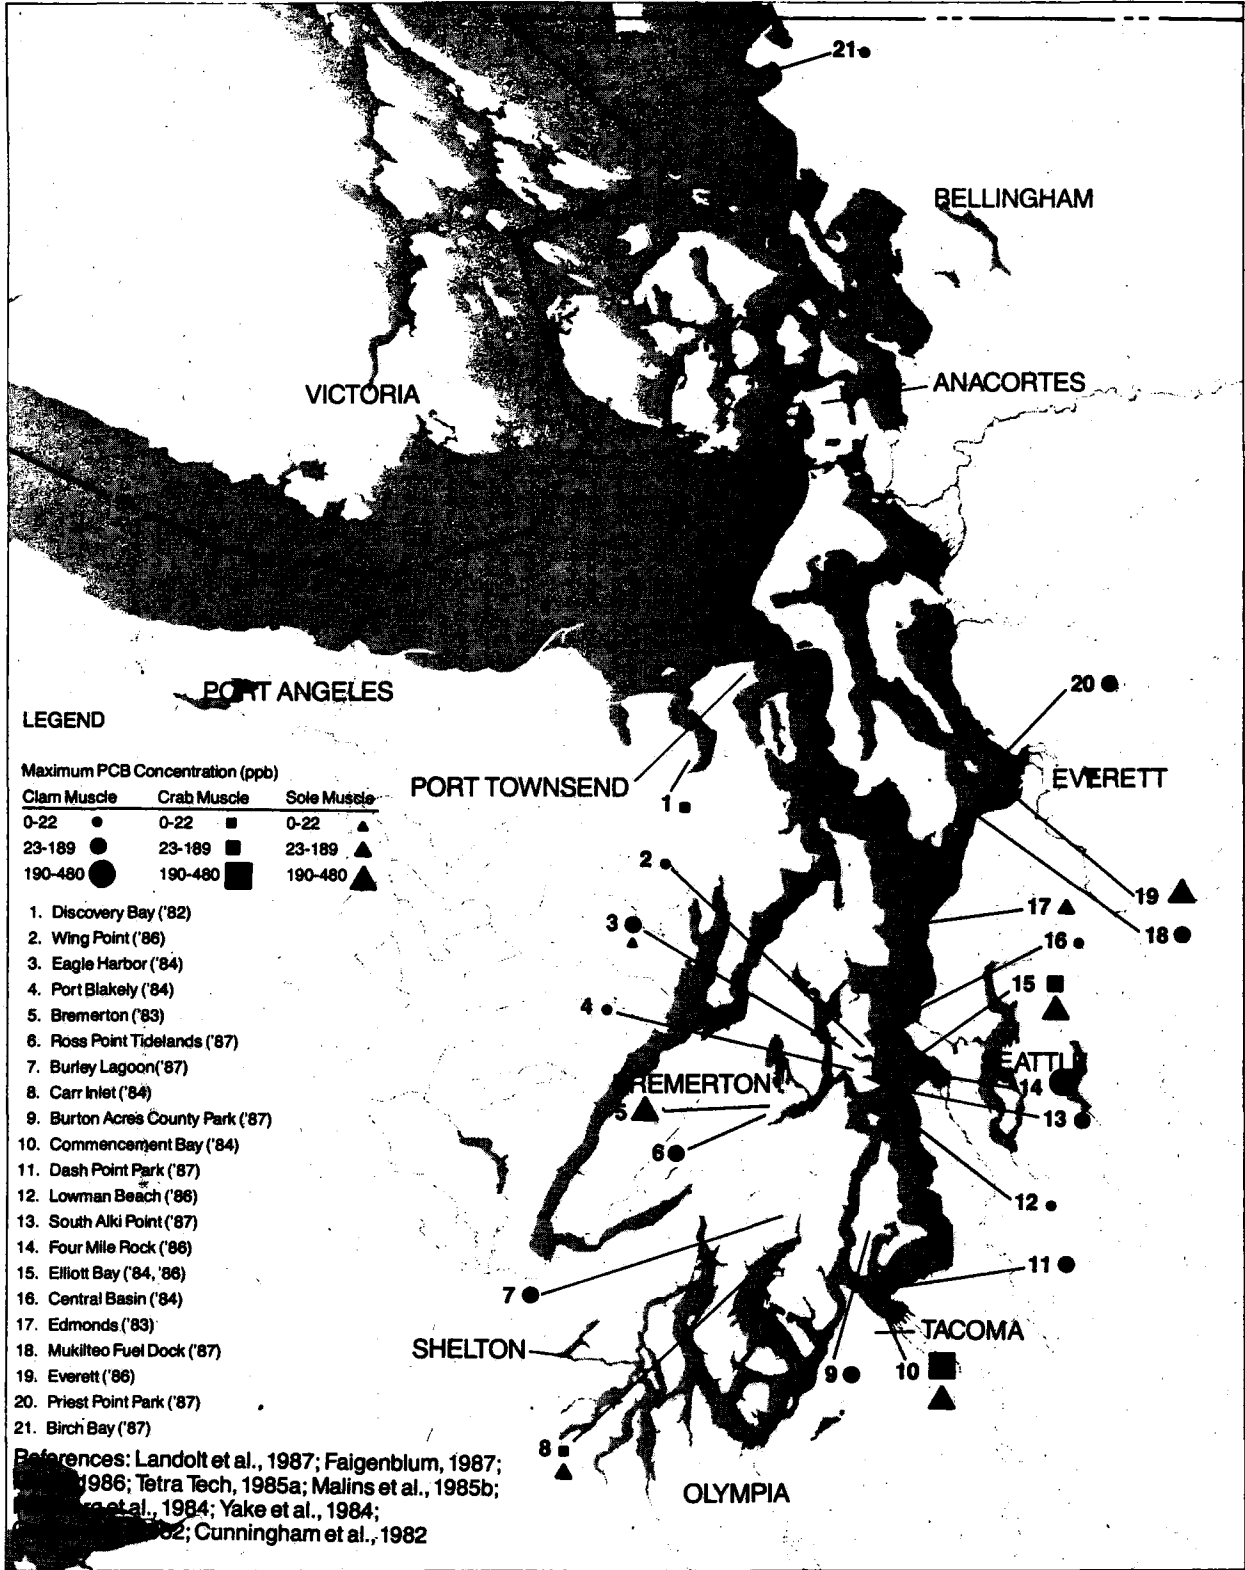 21
BELLINGHAM
VICTORIA
ANACORTES
PORT ANGELES
20
EVERETT
PORT TOWNSEND
1
2
19
17
3
18
16
15
4
SEATTLE
14
BREMERTON
5
13
6
12
11
7
TACOMA
SHELTON
10
9
8
OLYMPIA
LEGEND
Maximum PCB Concentration (ppb)
Clam Muscle Crab Muscle Sole Muscle
0-22 0-22 0-22
23-189 23-189 23-189
190-480 190-480 190-480
1. Discovery Bay ('82)
2. Wing Point ('86)
3. Eagle Harbor ('84)
4. Port Blakely ('84)
5. Bremerton ('83)
6. Ross Point Tidelands ('87)
7. Burley Lagoon('87)
8. Carr Inlet ('84)
9. Burton Acres County Park ('87)
10. Commencement Bay ('84)
11. Dash Point Park ('87)
12. Lowman Beach ('86)
13. South Alki Point ('87)
14. Four Mile Rock ('86)
15. Elliott Bay ('84, '86)
16. Central Basin ('84)
17. Edmonds ('83)
18. Mukilteo Fuel Dock ('87)
19. Everett ('86)
20. Priest Point Park ('87)
21. Birch Bay ('87)
References: Landolt et al., 1987; Faigenblum, 1987;
1986; Tetra Tech, 1985a; Malins et al., 1985b;
et al., 1984; Yake et al., 1984;
Cunningham et al., 1982